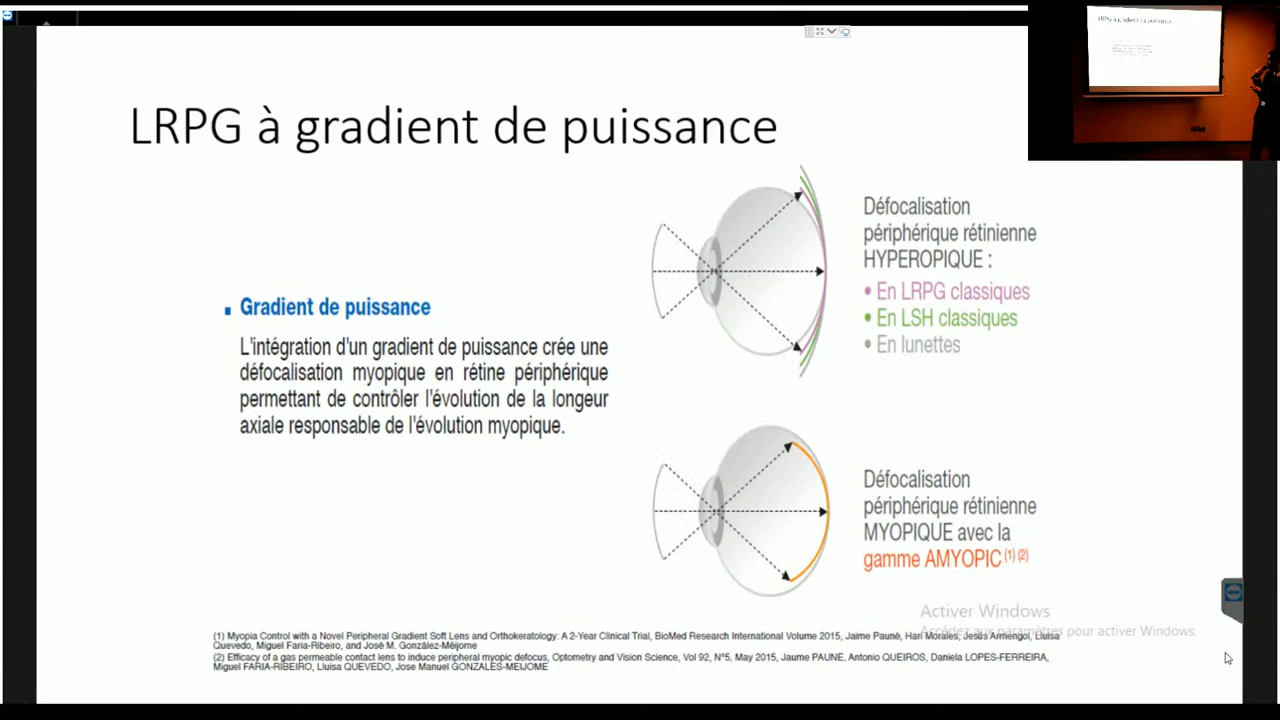 LRPG à gradient de puissance
LRPG à gradient de puissance
Défocalisation
périphérique rétinienne
HYPEROPIQUE :
• En LRPG classiques
• En LSH classiques
• En lunettes
Gradient de puissance
L'intégration d'un gradient de puissance crée une
défocalisation myopique en rétine périphérique
permettant de contrôler l'évolution de la longeur
axiale responsable de l'évolution myopique.
Défocalisation
périphérique rétinienne
MYOPIQUE avec la
gamme AMYOPIC (1) (2)
Activer Windows
Accédez aux paramètres pour activer Windows.
(1) Myopia Control with a Novel Peripheral Gradient Soft Lens and Orthokeratology: A 2-Year Clinical Trial, BioMed Research International Volume 2015, Jaime Paune, Hari Morales, Jesús Armengol, Lluisa
Quevedo, Miguel Faria-Ribeiro, and José M. González-Méijome
(2) Efficacy of a gas permeable contact lens to induce peripheral myopic defocus, Optometry and Vision Science, Vol 92, Nº5, May 2015, Jaume PAUNE, Antonio QUEIROS, Daniela LOPES-FERREIRA,
Miguel FARIA-RIBEIRO, Lluisa QUEVEDO, Jose Manuel GONZALES-MEIJOME